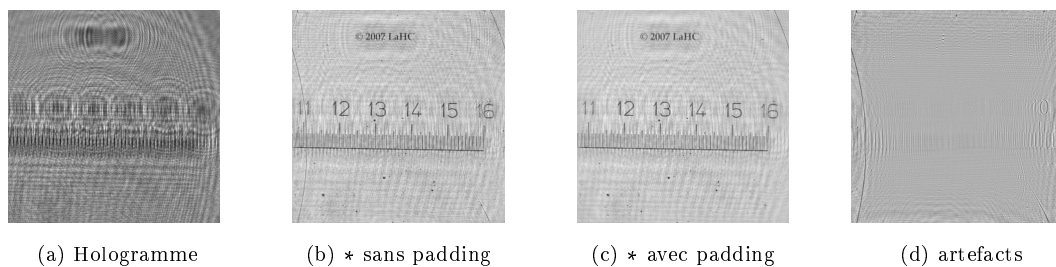 © 2007 LaHC
11 12 13 14 15 16
© 2007 LaHC
11 12 13 14 15 16
(a) Hologramme
(b) * sans padding
(c) * avec padding
(d) artefacts